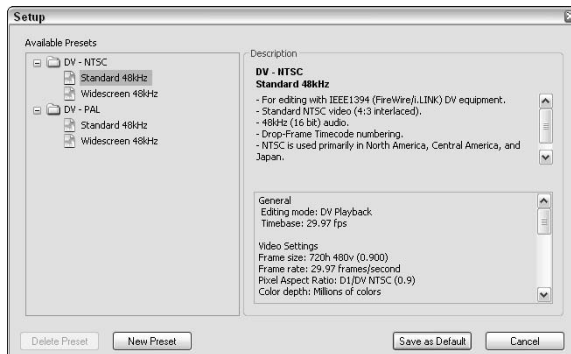 Setup
Available Presets
DV - NTSC
Standard 48kHz
Widescreen 48kHz
DV - PAL
Standard 48kHz
Widescreen 48kHz
Description
DV - NTSC
Standard 48kHz
- For editing with IEEE1394 (FireWire/i.LINK) DV equipment.
- Standard NTSC video (4:3 interlaced).
- 48kHz (16 bit) audio.
- Drop-Frame Timecode numbering.
- NTSC is used primarily in North America, Central America, and
Japan.
General
Editing mode: DV Playback
Timebase: 29.97 fps
Video Settings
Frame size: 720h 480v (0.900)
Frame rate: 29.97 frames/second
Pixel Aspect Ratio: D1/DV NTSC (0.9)
Color depth: Millions of colors
Delete Preset
New Preset
Save as Default
Cancel